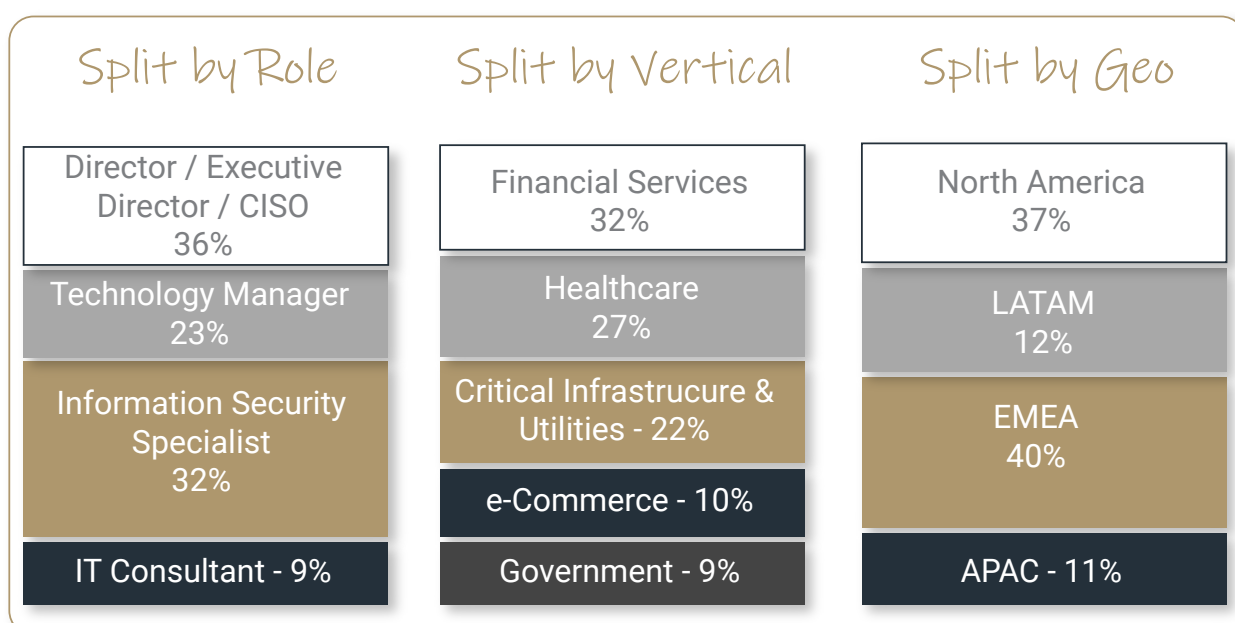 Split by Role
Director / Executive
Director / CISO
36%
Technology Manager
23%
Information Security
Specialist
32%
IT Consultant - 9%
Split by Vertical
Financial Services
32%
Healthcare
27%
Critical Infrastrucure &
Utilities - 22%
e-Commerce - 10%
Government - 9%
Split by Geo
North America
37%
LATAM
12%
EMEA
40%
APAC - 11%